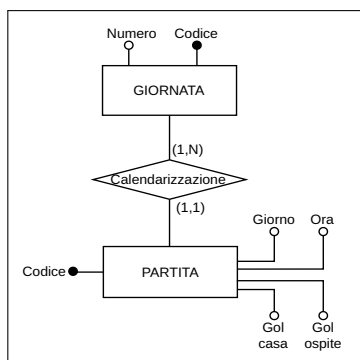 Numero Codice
GIORNATA
(1,N)
Calendarizzazione
(1,1)
Giorno Ora
Codice
PARTITA
Gol Gol
casa ospite